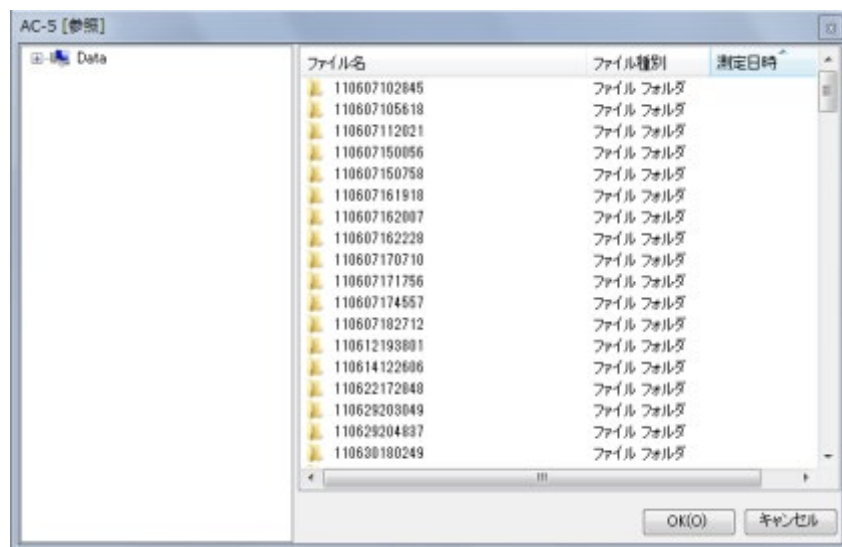 AC-5 [参照]
Data
ファイル名 ファイル種別 測定日時
110607102845 ファイル フォルダ
110607105618 ファイル フォルダ
110607112021 ファイル フォルダ
110607150056 ファイル フォルダ
110607150758 ファイル フォルダ
110607161918 ファイル フォルダ
110607162007 ファイル フォルダ
110607162228 ファイル フォルダ
110607170710 ファイル フォルダ
110607171756 ファイル フォルダ
110607174557 ファイル フォルダ
110607182712 ファイル フォルダ
110612193801 ファイル フォルダ
110614122606 ファイル フォルダ
110622172848 ファイル フォルダ
110629203049 ファイル フォルダ
110629204837 ファイル フォルダ
110630180249 ファイル フォルダ
OK(O) キャンセル